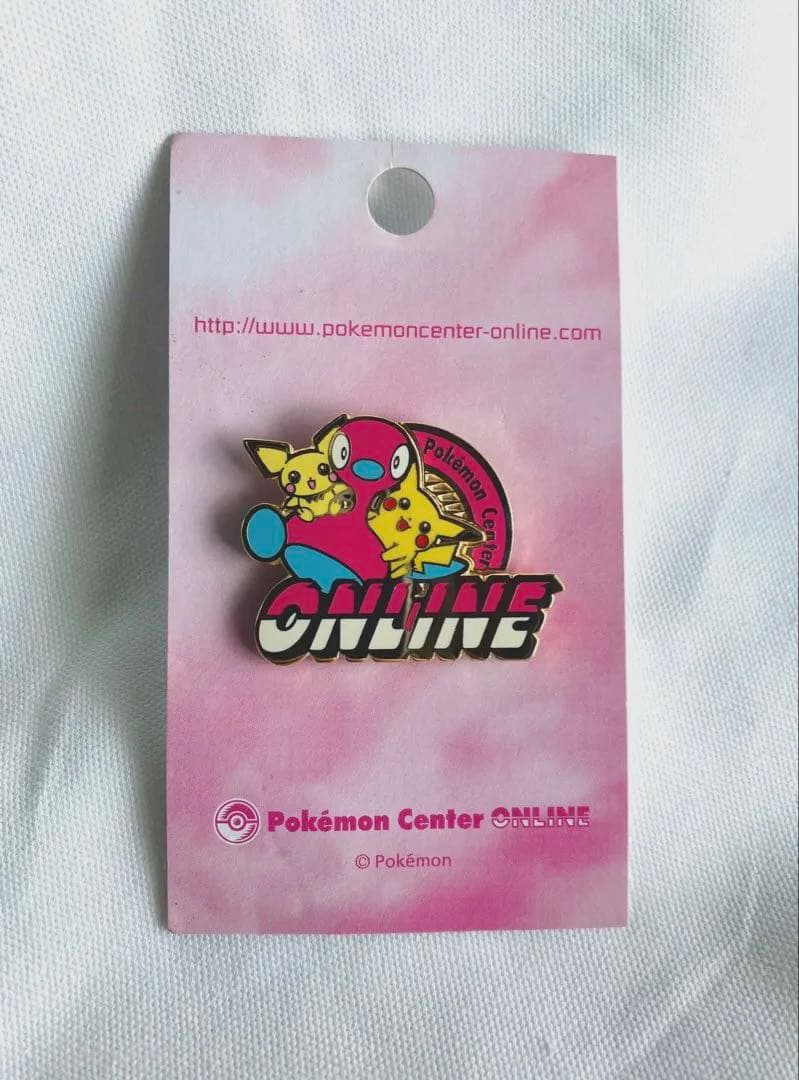 http://www.pokemoncenter-online.com
Pokémon Center
ONLINE
Pokémon Center ONLINE
© Pokémon